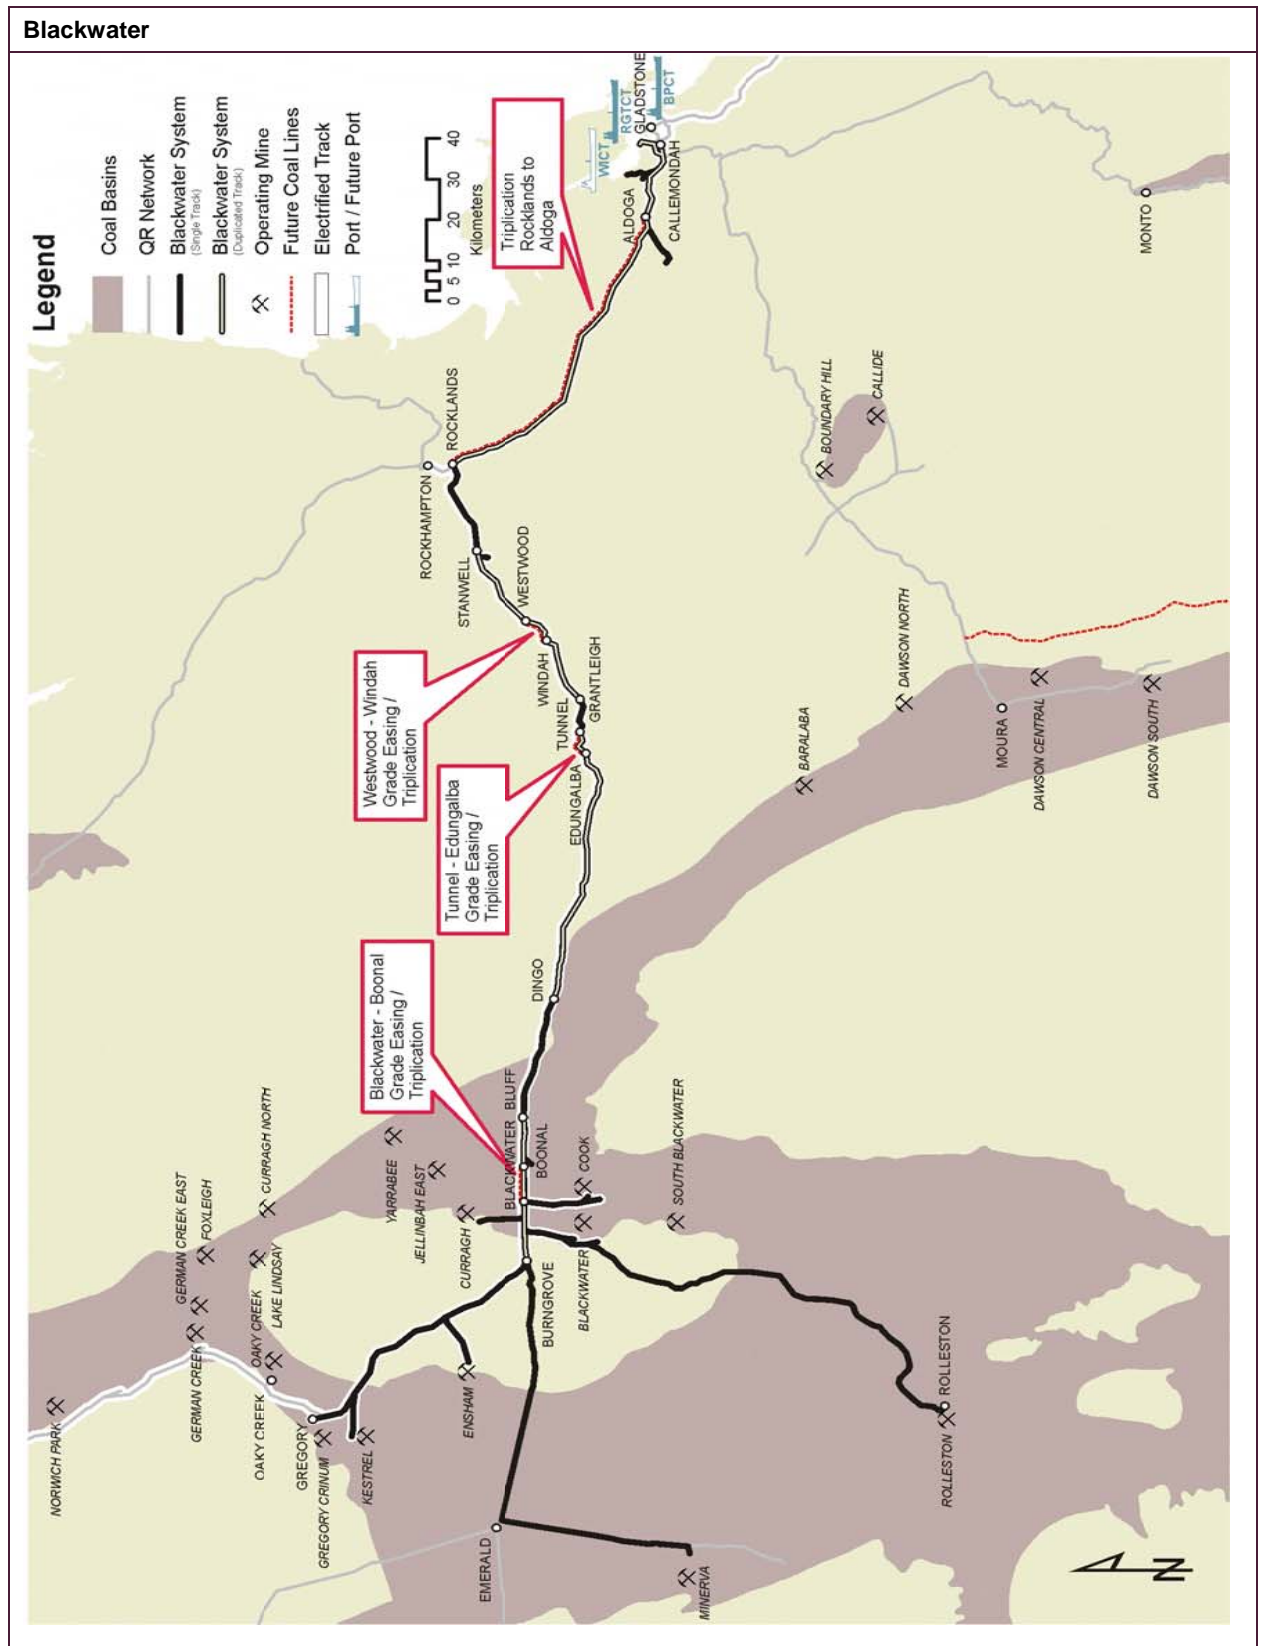 Blackwater
Legend
Coal Basins
QR Network
Blackwater System
(Single Track)
Blackwater System
(Duplicated Track)
Operating Mine
Future Coal Lines
Electrified Track
Port / Future Port
0 5 10 20 30 40
Kilometers
Triplication
Rocklands to
Aldoga
Westwood - Windah
Grade Easing /
Triplication
Tunnel - Edungalba
Grade Easing /
Triplication
Blackwater - Boonal
Grade Easing /
Triplication
NORWICH PARK
GERMAN CREEK
GERMAN CREEK EAST
FOXLEIGH
OAKY CREEK
OAKY CREEK
LAKE LINDSAY
CURRAGH NORTH
GREGORY
GREGORY CRINUM
KESTREL
YARRABEE
JELLINBAH EAST
CURRAGH
ENSHAM
EMERALD
MINERVA
BURNGROVE
BLACKWATER
BLACKWATER
BOONAL
BLUFF
COOK
SOUTH BLACKWATER
ROLLESTON
ROLLESTON
DINGO
EDUNGALBA
TUNNEL
GRANTLEIGH
WINDAH
WESTWOOD
STANWELL
ROCKHAMPTON
ROCKLANDS
ALDOGA
CALLEMONDAH
GLADSTONE
WICT
RGTCT
BPCT
BOUNDARY HILL
CALLIDE
BARALABA
DAWSON NORTH
MOURA
DAWSON CENTRAL
DAWSON SOUTH
MONTO
N